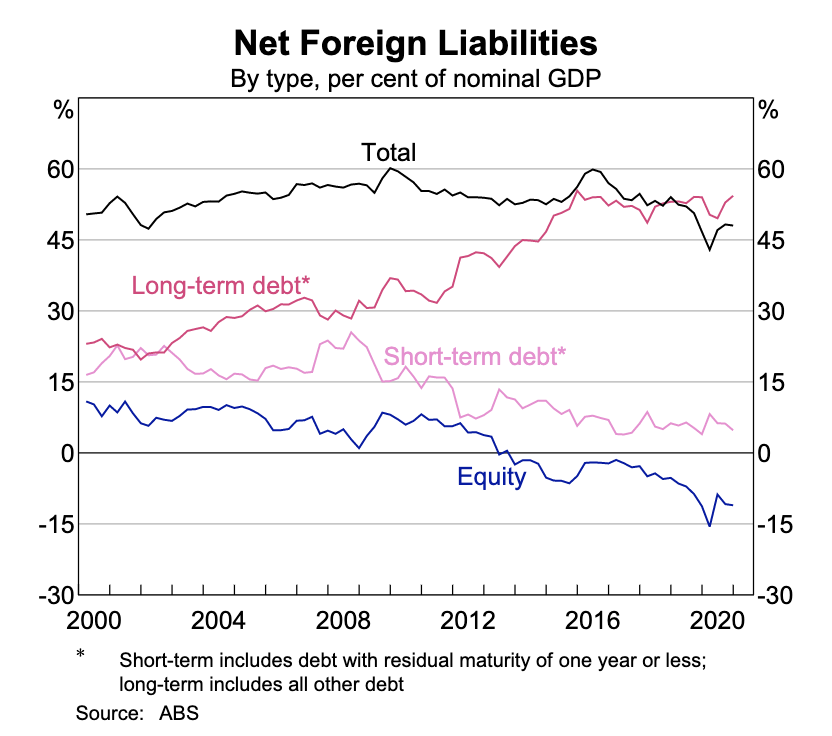 Net Foreign Liabilities
By type, per cent of nominal GDP
% %
Total
60 60
45 45
Long-term debt*
30 30
Short-term debt*
15 15
0 0
Equity
-15 -15
-30 -30
2000 2004 2008 2012 2016 2020
* Short-term includes debt with residual maturity of one year or less;
long-term includes all other debt
Source: ABS